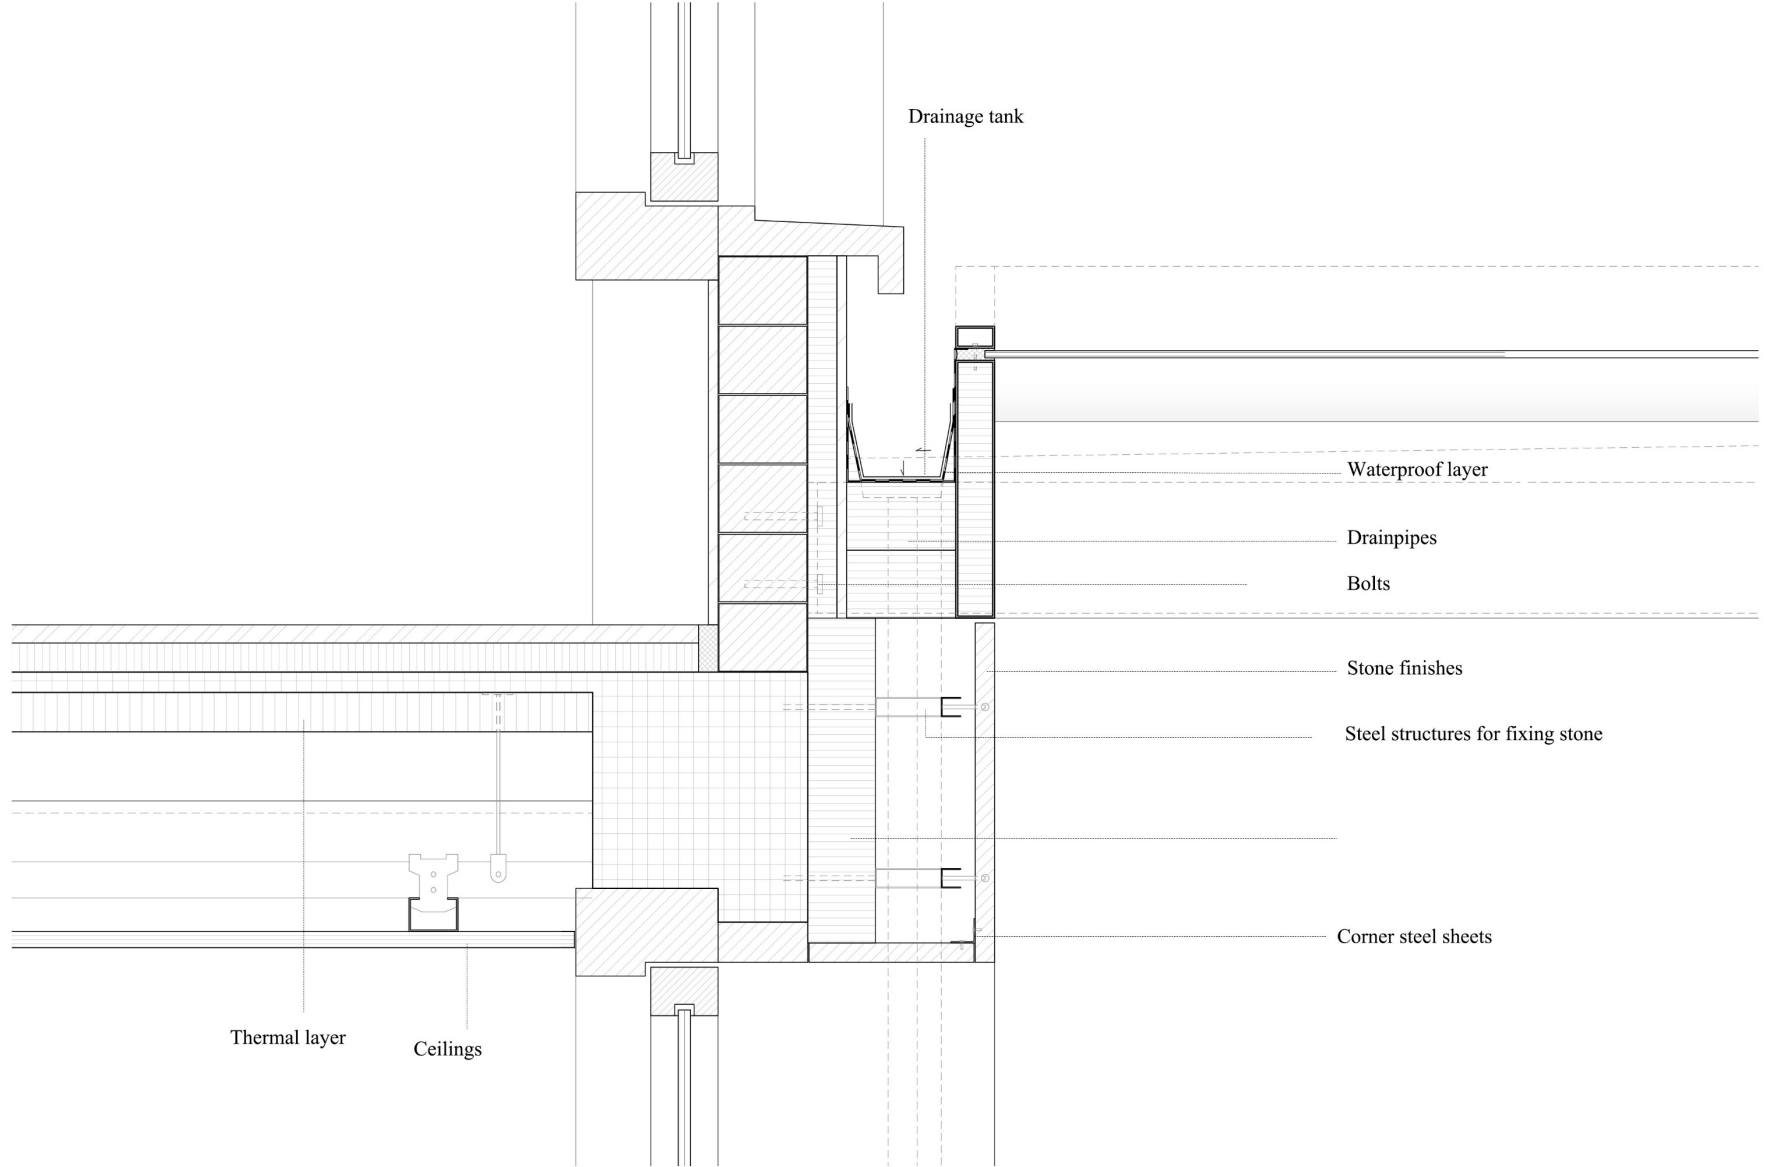 Drainage tank
Waterproof layer
Drainpipes
Bolts
Stone finishes
Steel structures for fixing stone
Corner steel sheets
Thermal layer
Ceilings